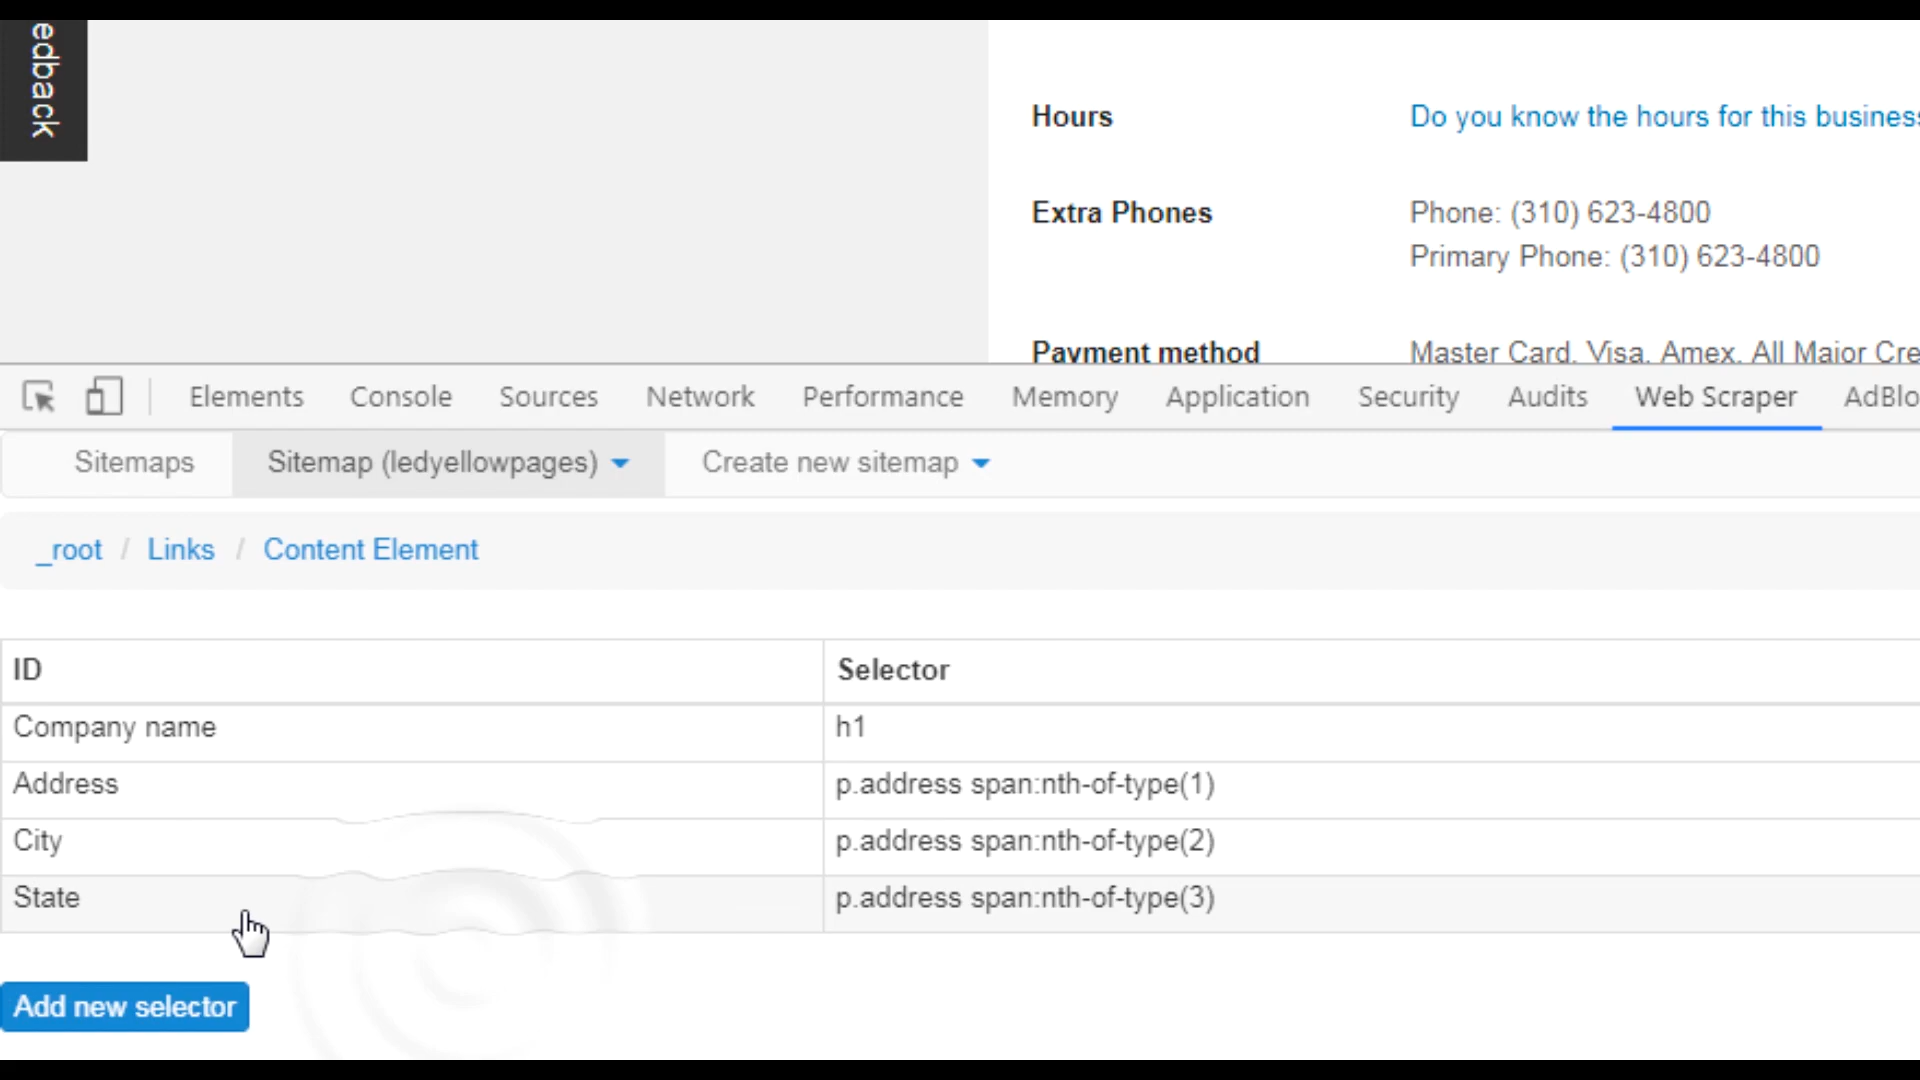 edback
Hours Do you know the hours for this business
Extra Phones Phone: (310) 623-4800
Primary Phone: (310) 623-4800
Payment method Master Card, Visa, Amex, All Major Cre
Elements Console Sources Network Performance Memory Application Security Audits Web Scraper AdBlo
Sitemaps Sitemap (ledyellowpages) Create new sitemap
_root / Links / Content Element
ID Selector
Company name h1
Address p.address span:nth-of-type(1)
City p.address span:nth-of-type(2)
State p.address span:nth-of-type(3)
Add new selector